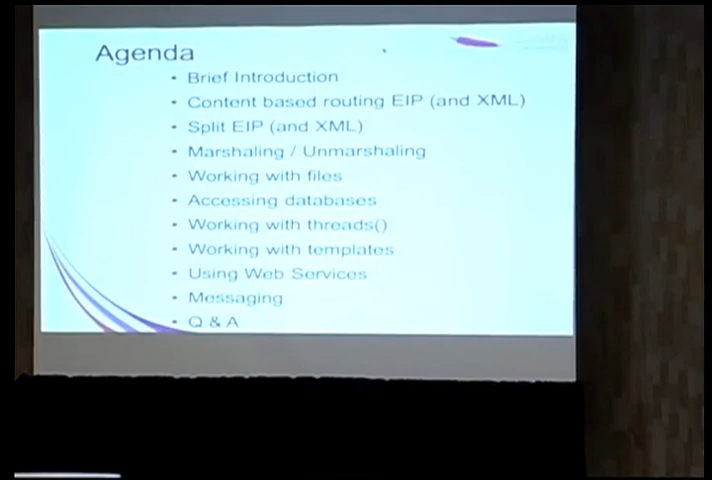 Agenda
• Brief Introduction
• Content based routing EIP (and XML)
• Split EIP (and XML)
• Marshaling / Unmarshaling
• Working with files
• Accessing databases
• Working with threads()
• Working with templates
• Using Web Services
• Messaging
• Q & A